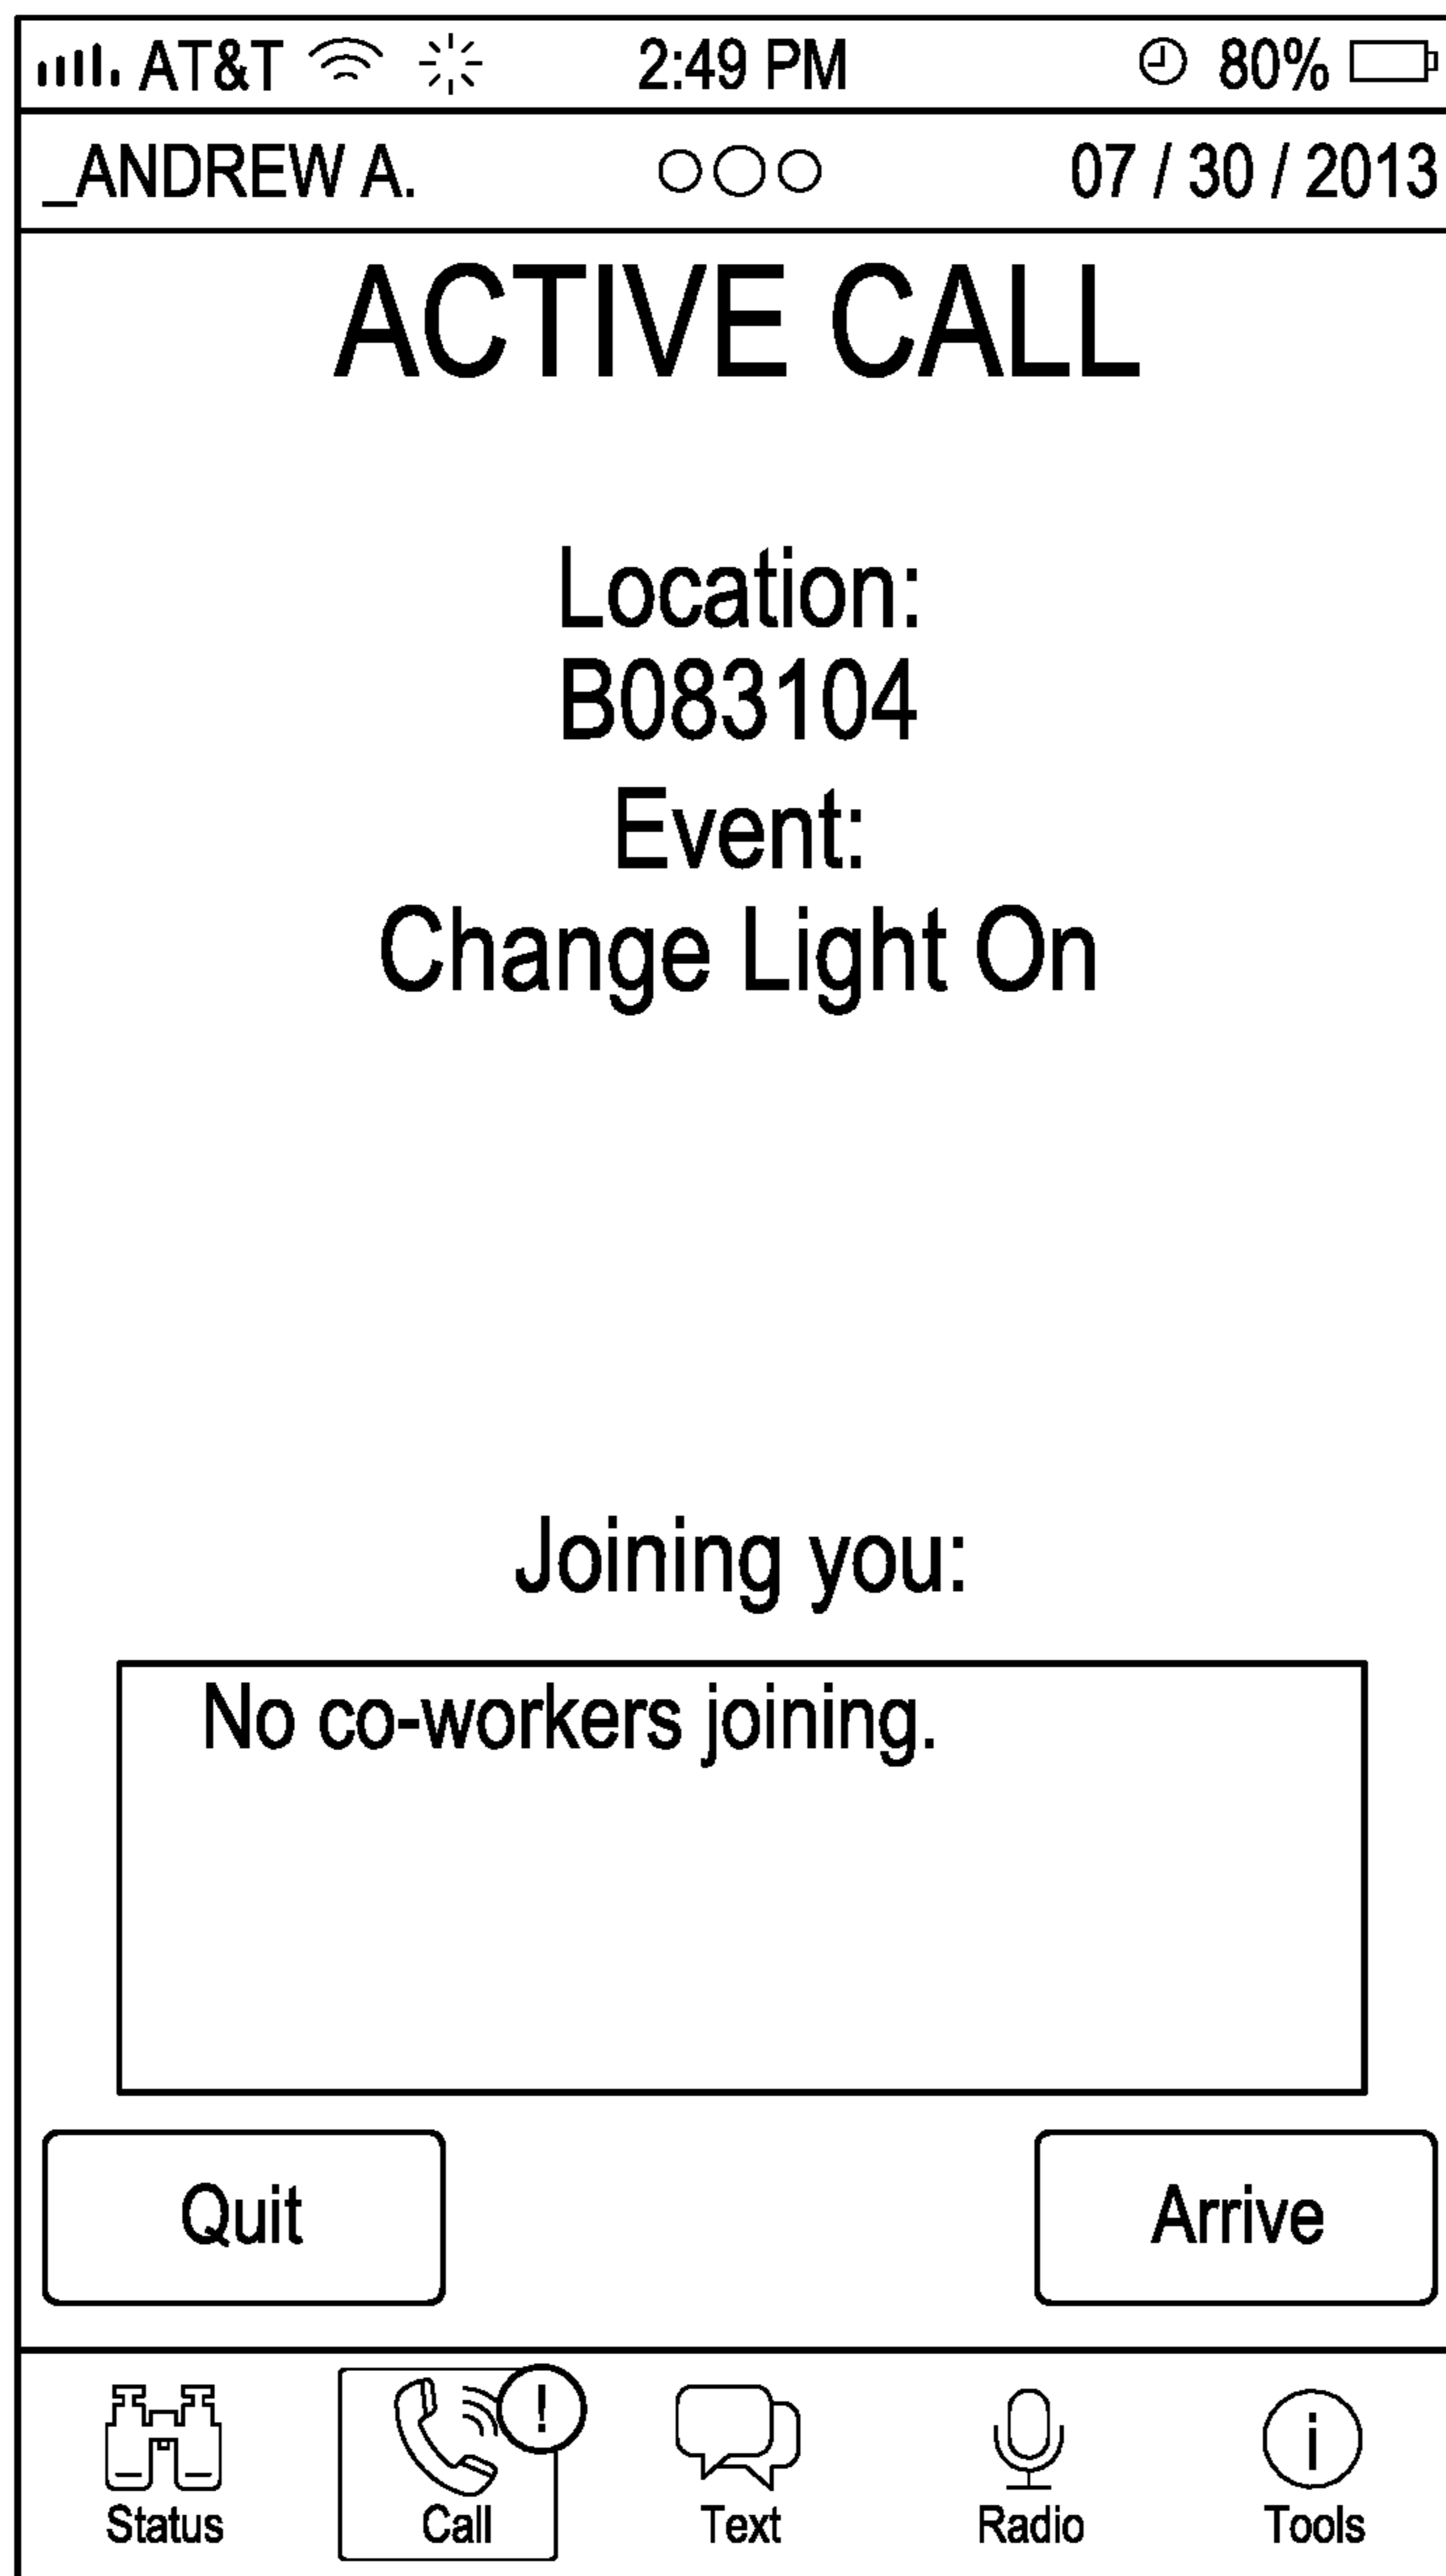 AT&T 2:49 PM 80%
_ANDREW A. 07 / 30 / 2013
ACTIVE CALL
Location:
B083104
Event:
Change Light On
Joining you:
No co-workers joining.
Quit Arrive
!
i
Status Call Text Radio Tools